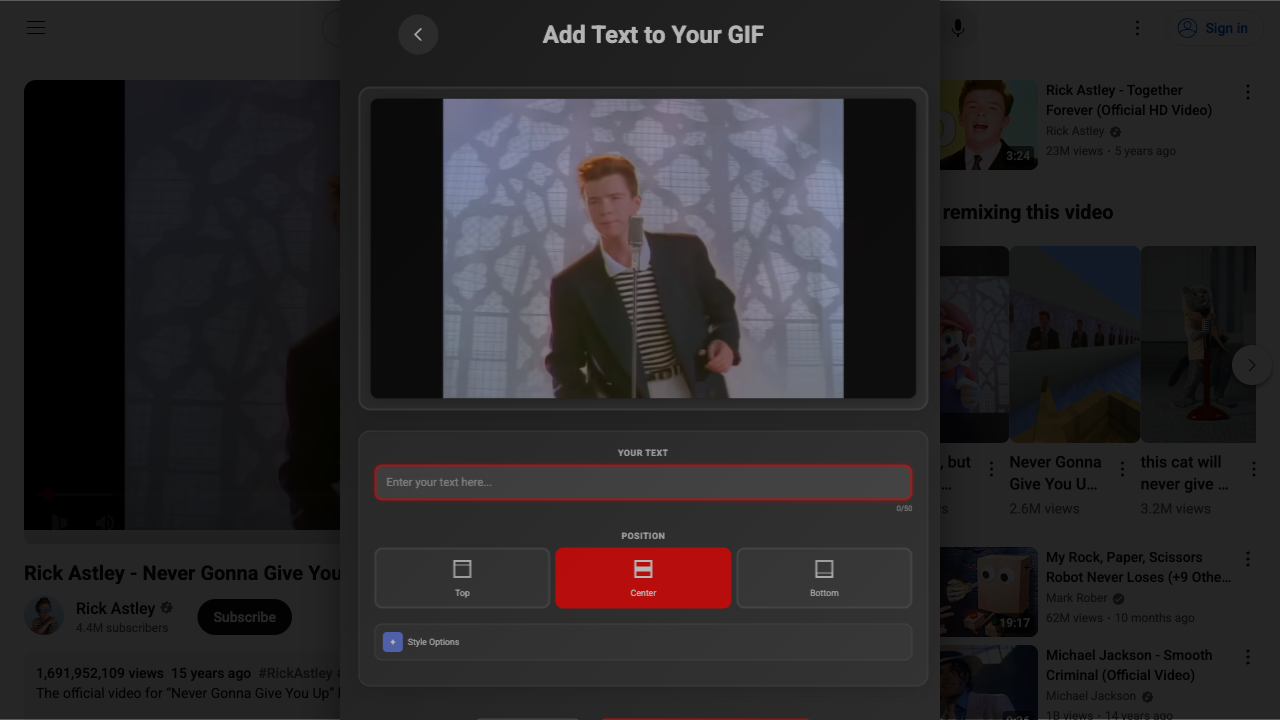 Add Text to Your GIF
Sign in
YOUR TEXT
Enter your text here...
0/50
POSITION
Top
Center
Bottom
Style Options
Rick Astley - Never Gonna Give You
Rick Astley
4.4M subscribers
Subscribe
1,691,952,109 views 15 years ago #RickAstley
The official video for “Never Gonna Give You Up”
3:24
Rick Astley - Together
Forever (Official HD Video)
Rick Astley
23M views • 5 years ago
remixing this video
, but
Never Gonna
Give You U...
2.6M views
this cat will
never give ...
3.2M views
19:17
My Rock, Paper, Scissors
Robot Never Loses (+9 Othe...
Mark Rober
62M views • 10 months ago
Michael Jackson - Smooth
Criminal (Official Video)
Michael Jackson
1B views • 14 years ago